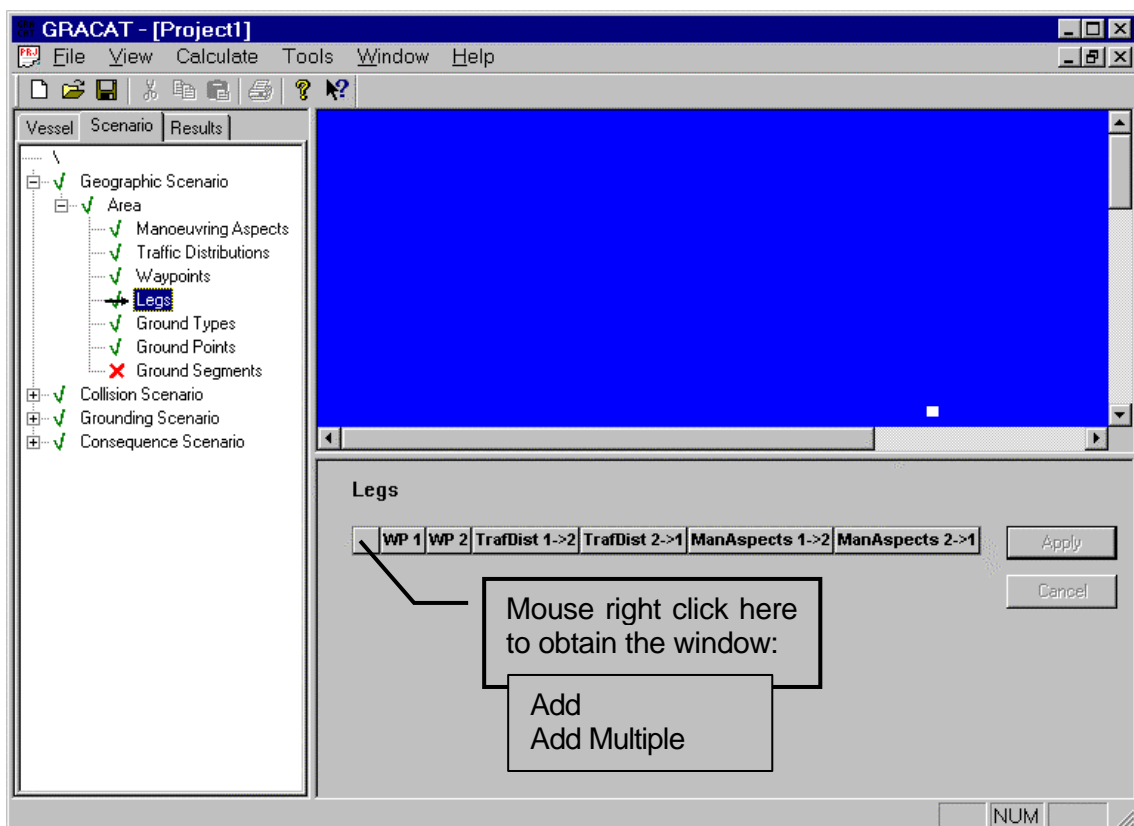 GRACAT - [Project1]
File View Calculate Tools Window Help
Vessel Scenario Results
\
Geographic Scenario
Area
Manoeuvring Aspects
Traffic Distributions
Waypoints
Legs
Ground Types
Ground Points
Ground Segments
Collision Scenario
Grounding Scenario
Consequence Scenario
Legs
WP 1 WP 2 TrafDist 1->2 TrafDist 2->1 ManAspects 1->2 ManAspects 2->1
Apply
Cancel
Mouse right click here
to obtain the window:
Add
Add Multiple
NUM